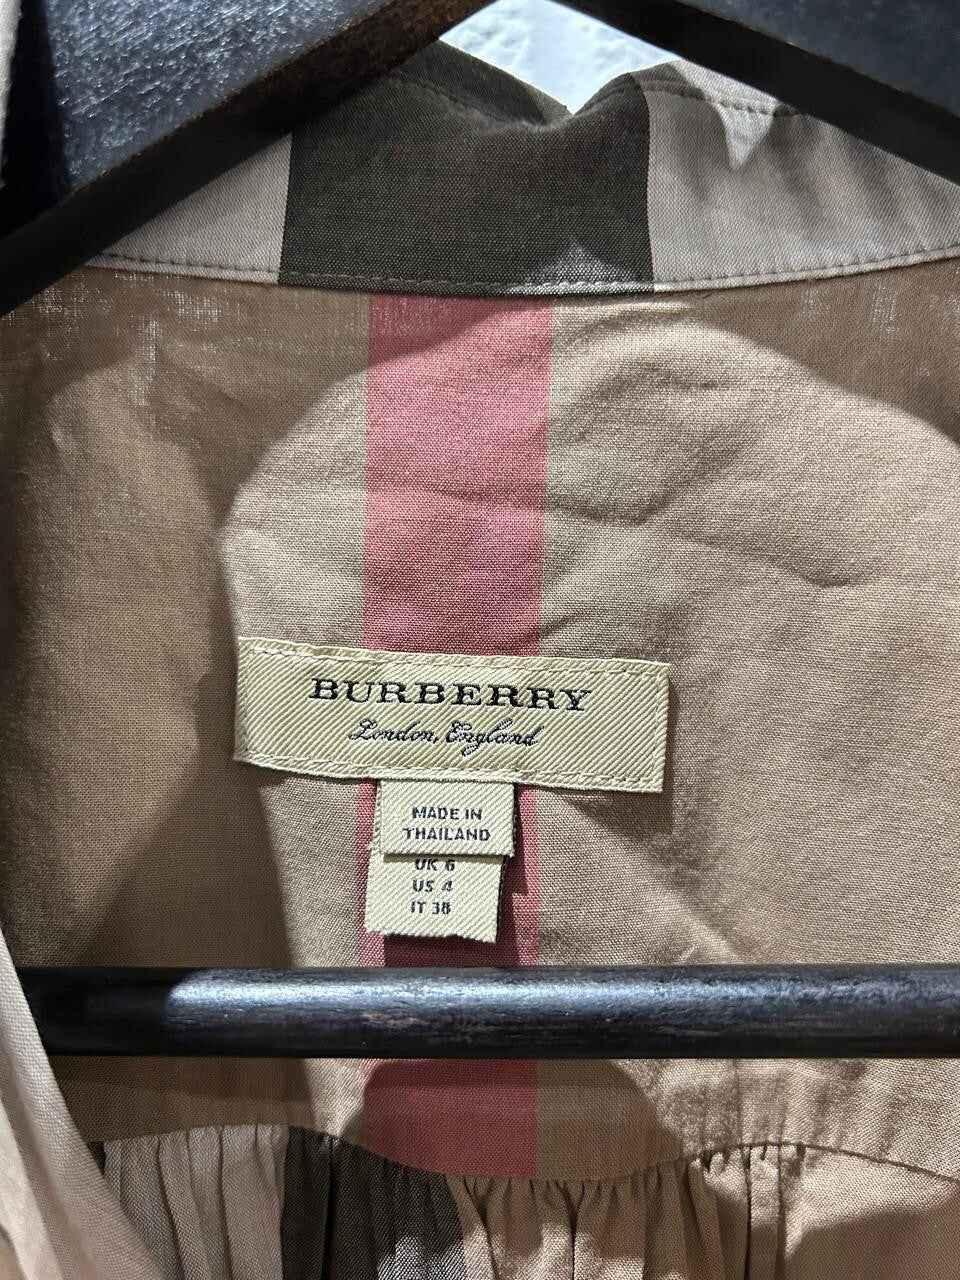 BURBERRY
London, England
MADE IN
THAILAND
UK 6
US 4
IT 38